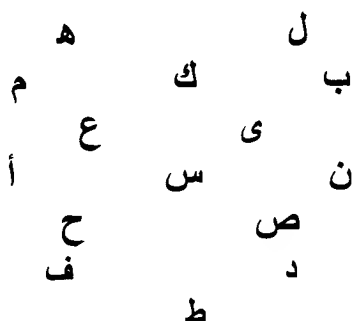 ل ه
ب ك م
ى ع
ن س أ
ص ح
د ف
ط